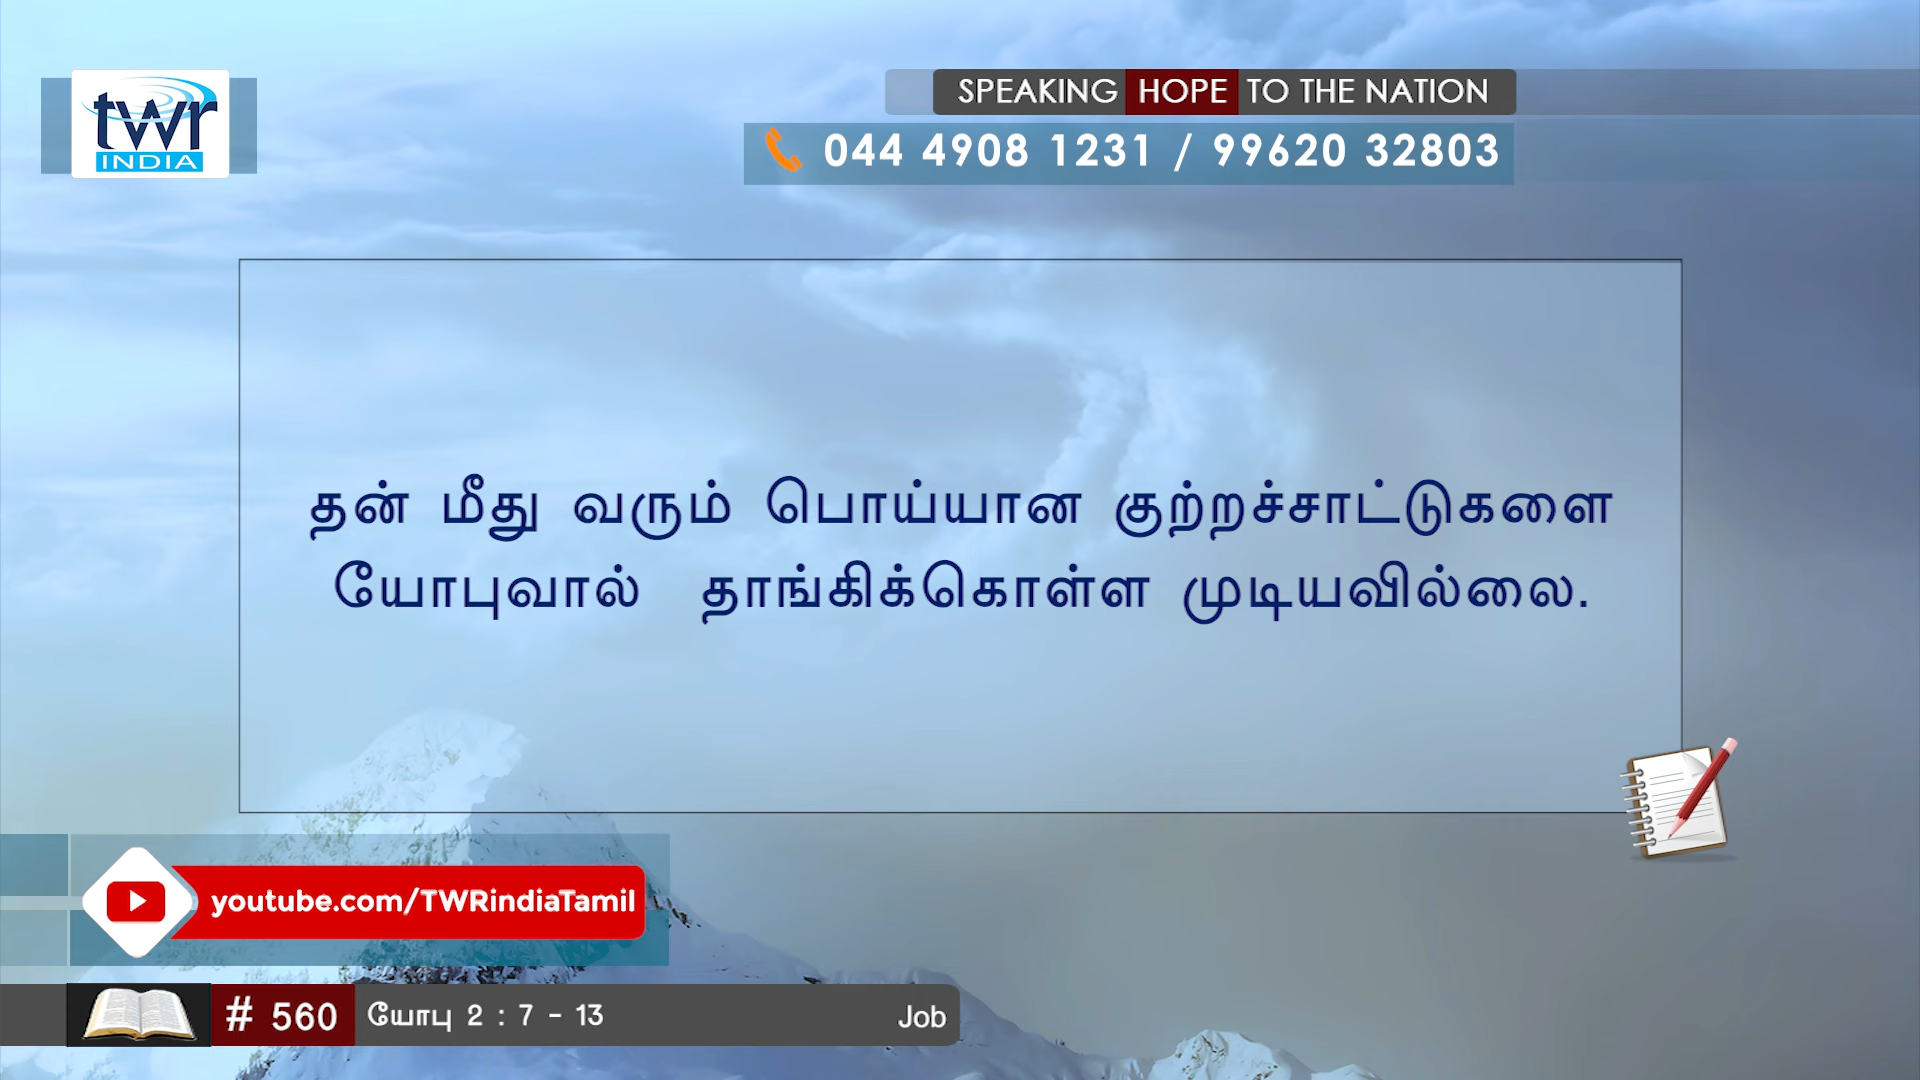 twr
INDIA
SPEAKING HOPE TO THE NATION
044 4908 1231 / 99620 32803
தன் மீது வரும் பொய்யான குற்றச்சாட்டுகளை
யோபுவால் தாங்கிக்கொள்ள முடியவில்லை.
youtube.com/TWRindiaTamil
# 560 யோபு 2 : 7 - 13 Job